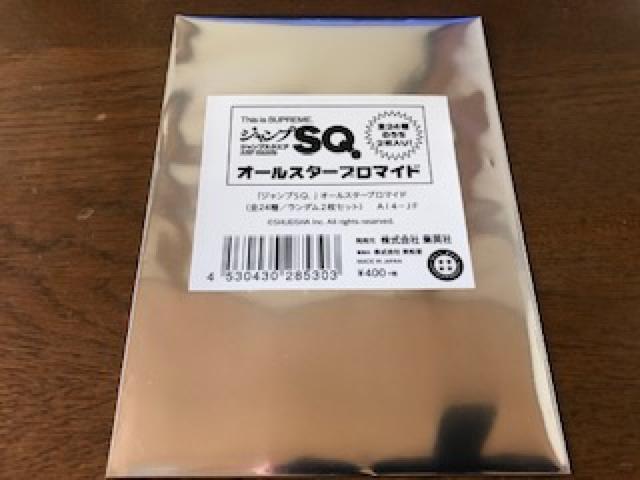 This is SUPREME.
ジャンプSQ.
全24種
のうち
2枚入り!
オールスターブロマイド
「ジャンプSQ.」オールスターブロマイド
(全24種/ランダム2枚セット) A(4-)F
©SHUEISHA Inc. All rights reserved.
発売元 株式会社 集英社
MADE IN JAPAN
¥400
4 530430 285303